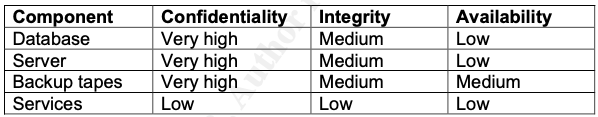 Component Confidentiality Integrity Availability
Database Very high Medium Low
Server Very high Medium Low
Backup tapes Very high Medium Medium
Services Low Low Low
Author